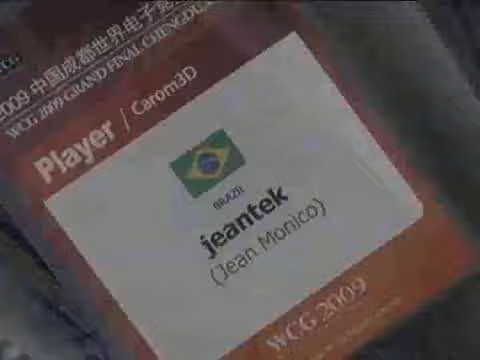 2009 中国成都世界电子竞
WCG 2009 GRAND FINAL CHENGDU
Player / Carom3D
BRAZIL
jeantek
(Jean Monico)
WCG 2009